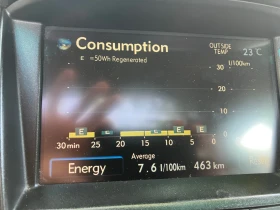 Consumption
OUTSIDE TEMP 23°C
E =50Wh Regenerated
30 l/100km
20
10
0
E E E E E
30 min 25 20 15 10 5 0
Average
Energy 7.6 l/100km 463 km